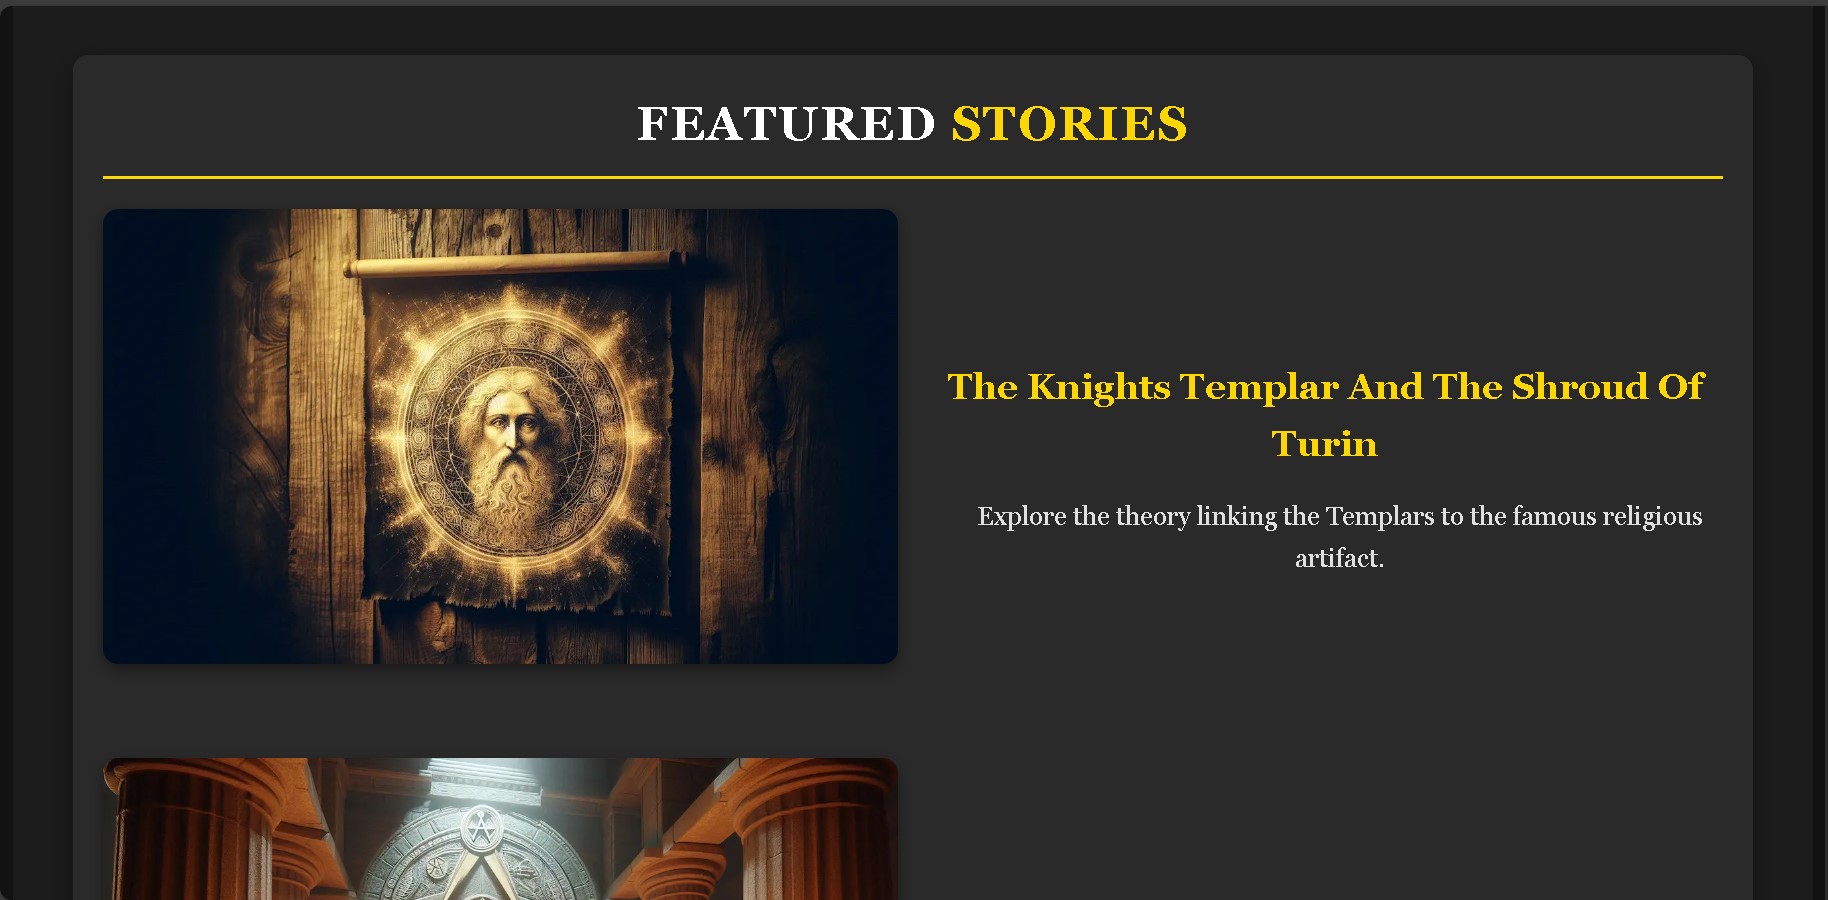 FEATURED STORIES
The Knights Templar And The Shroud Of
Turin
Explore the theory linking the Templars to the famous religious
artifact.